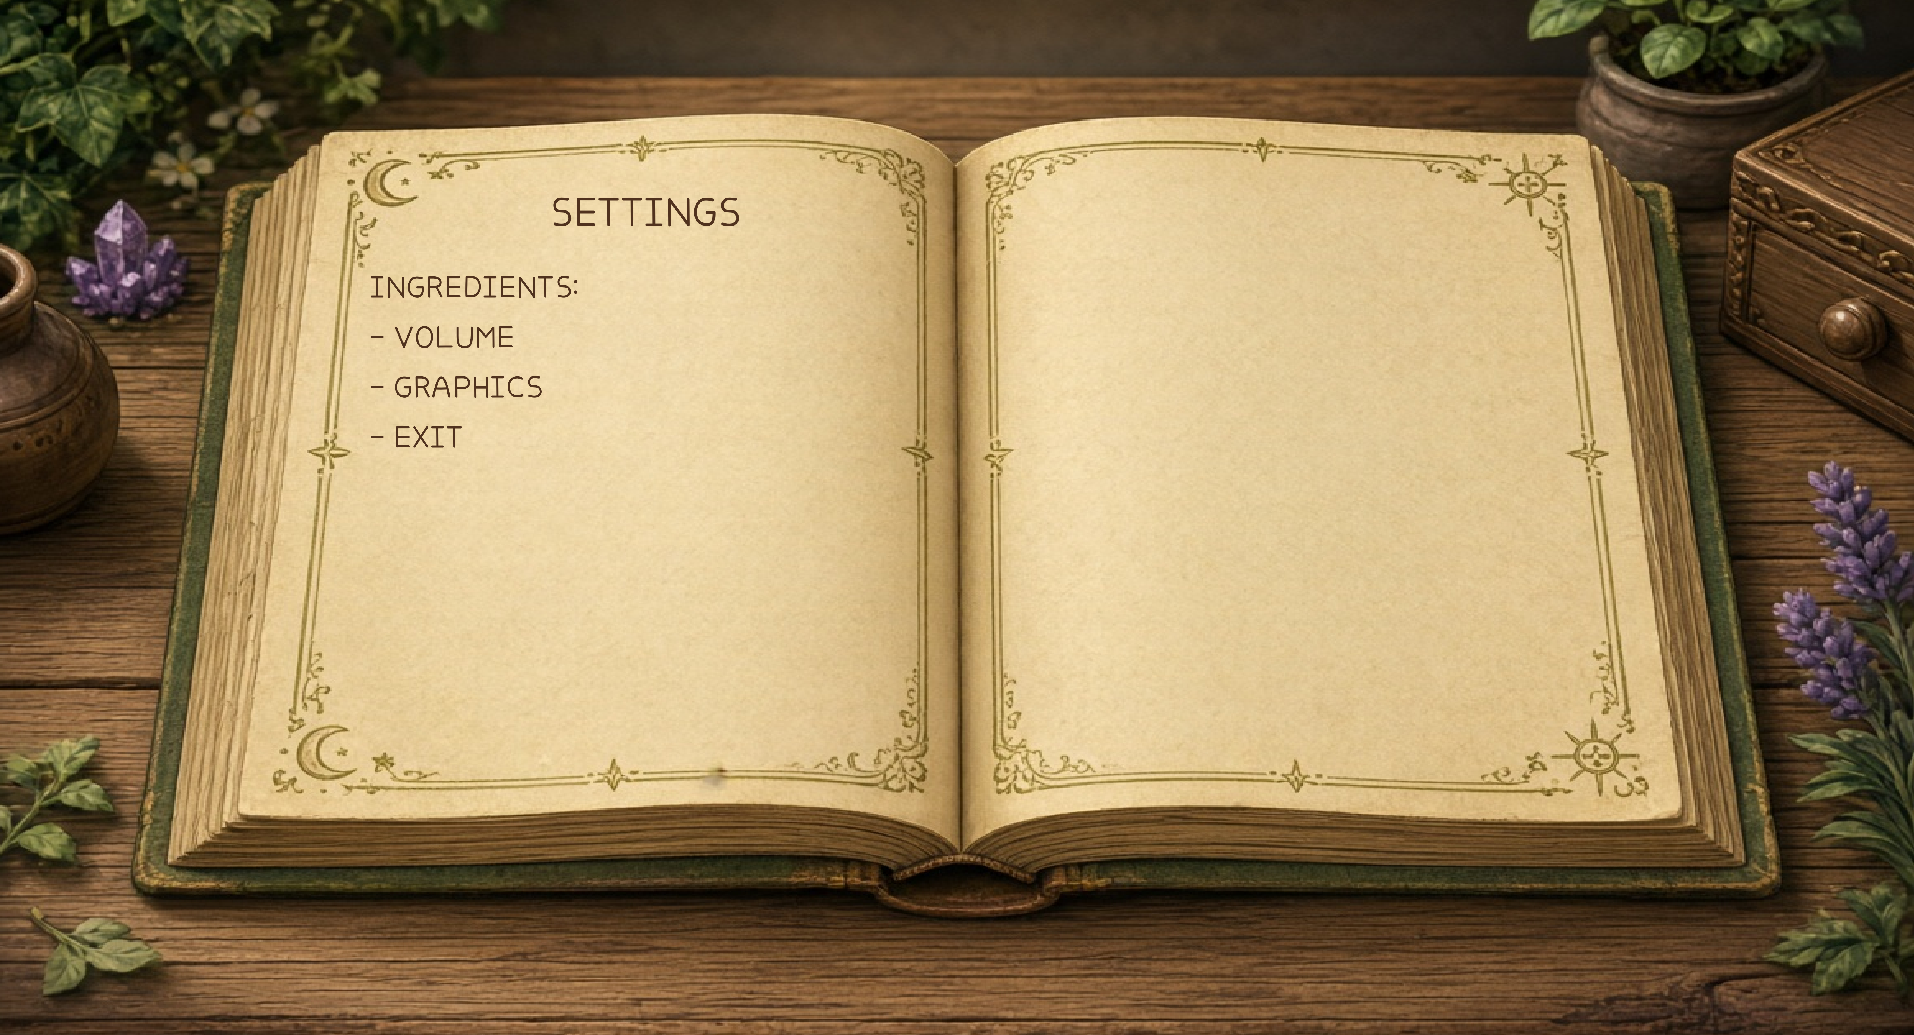 SETTINGS
INGREDIENTS:
- VOLUME
- GRAPHICS
- EXIT